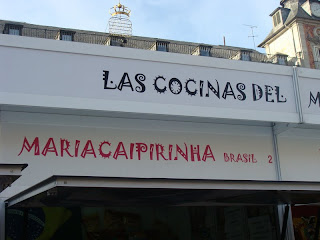 LAS COCINAS DEL
MARIACAIPIRINHA BRASIL 2